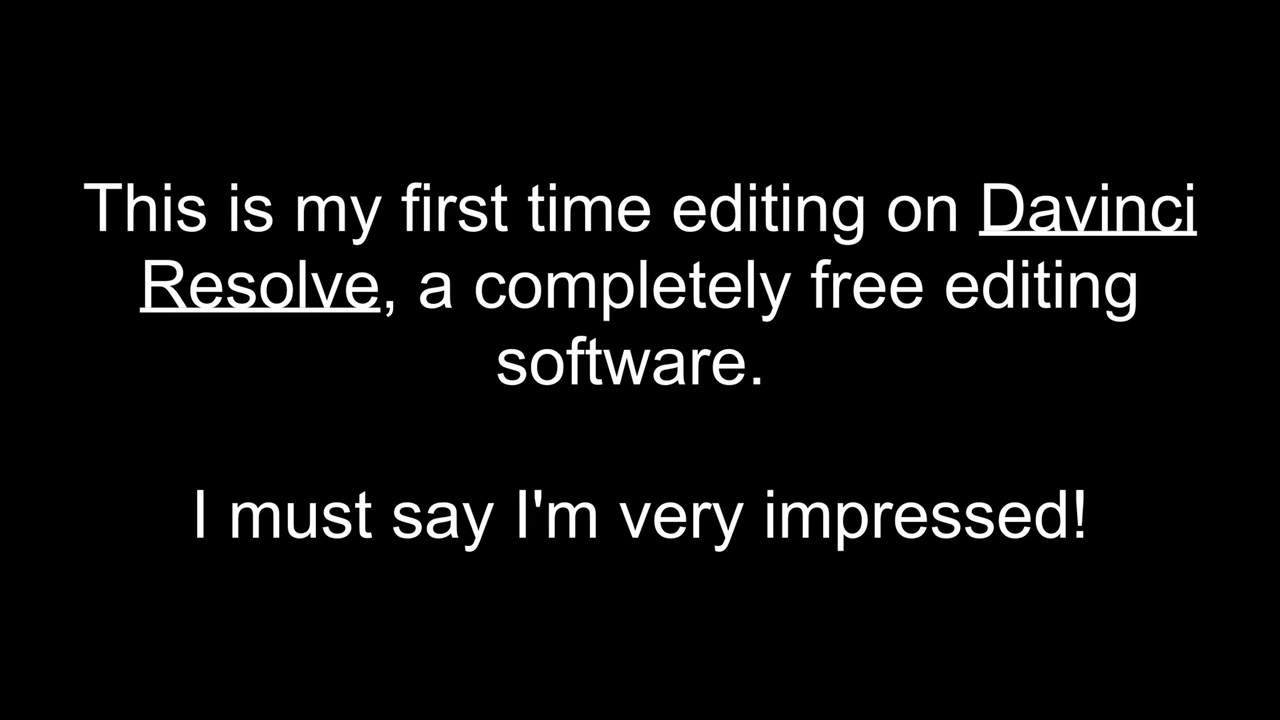 This is my first time editing on Davinci
Resolve, a completely free editing
software.
I must say I'm very impressed!